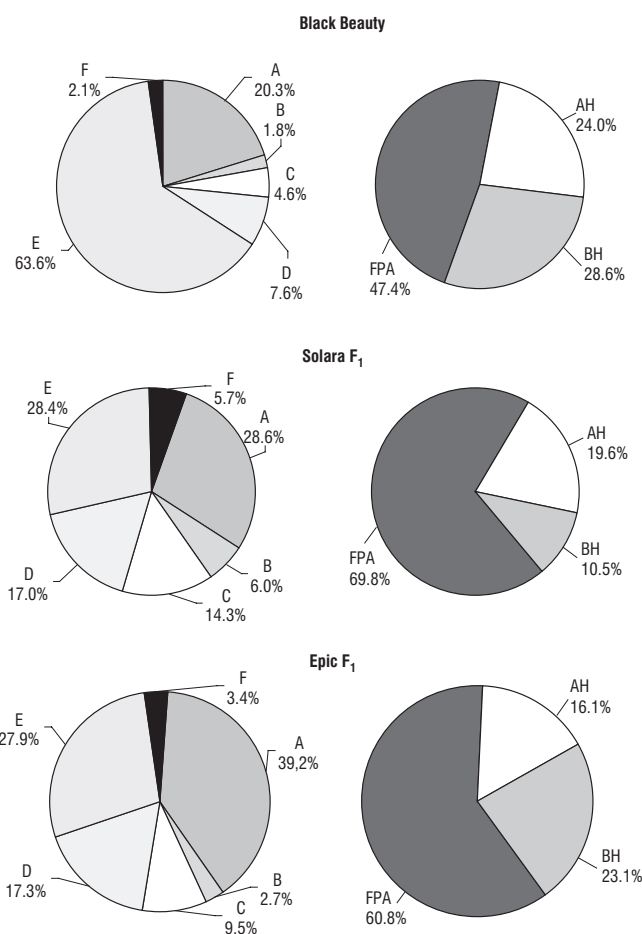 Black Beauty
F
2.1%
A
20.3%
B
1.8%
C
4.6%
D
7.6%
E
63.6%
AH
24.0%
BH
28.6%
FPA
47.4%
Solara F1
E
28.4%
F
5.7%
A
28.6%
B
6.0%
C
14.3%
D
17.0%
AH
19.6%
BH
10.5%
FPA
69.8%
Epic F1
F
3.4%
E
27.9%
A
39,2%
B
2.7%
C
9.5%
D
17.3%
AH
16.1%
BH
23.1%
FPA
60.8%